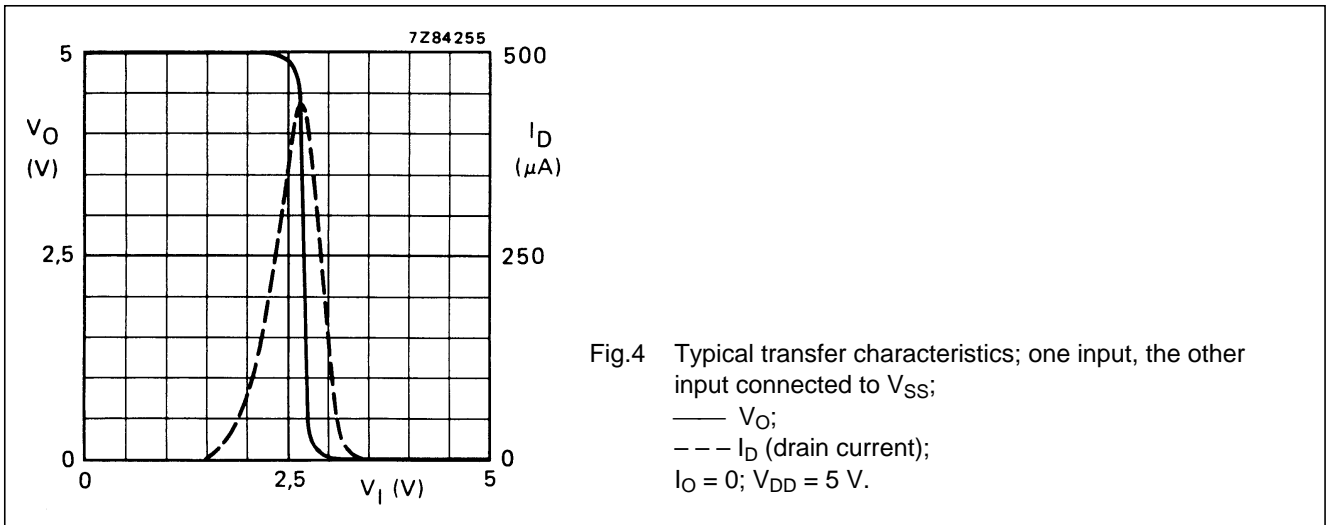 7Z84255
5
500
V_O
(V)
I_D
(μA)
2,5
250
0
0
0
2,5
5
V_I (V)
Fig.4 Typical transfer characteristics; one input, the other
input connected to V_SS;
—— V_O;
– – – I_D (drain current);
I_O = 0; V_DD = 5 V.